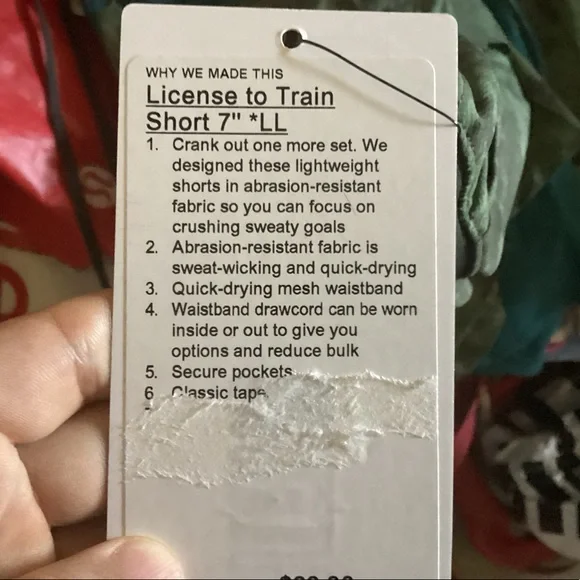 WHY WE MADE THIS
License to Train
Short 7" *LL
1. Crank out one more set. We
designed these lightweight
shorts in abrasion-resistant
fabric so you can focus on
crushing sweaty goals
2. Abrasion-resistant fabric is
sweat-wicking and quick-drying
3. Quick-drying mesh waistband
4. Waistband drawcord can be worn
inside or out to give you
options and reduce bulk
5. Secure pockets
6 Classic tape